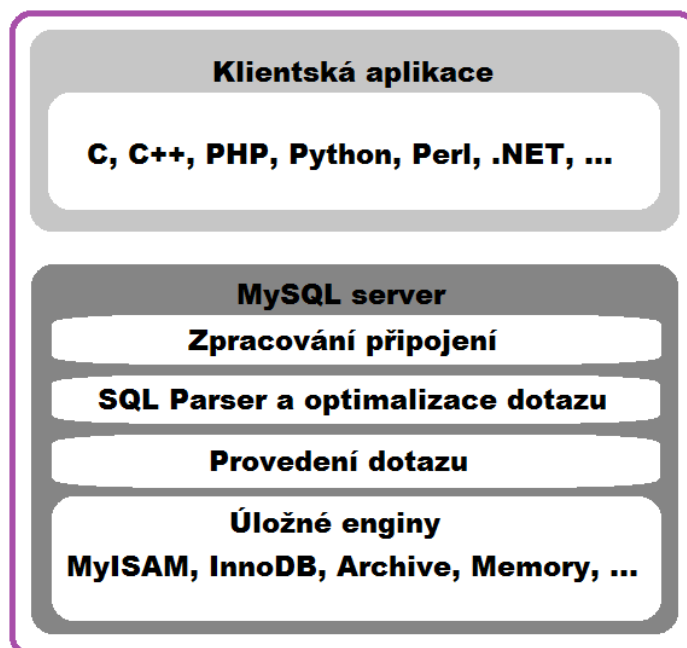 Klientská aplikace
C, C++, PHP, Python, Perl, .NET, ...
MySQL server
Zpracování připojení
SQL Parser a optimalizace dotazu
Provedení dotazu
Úložné enginy
MyISAM, InnoDB, Archive, Memory, ...